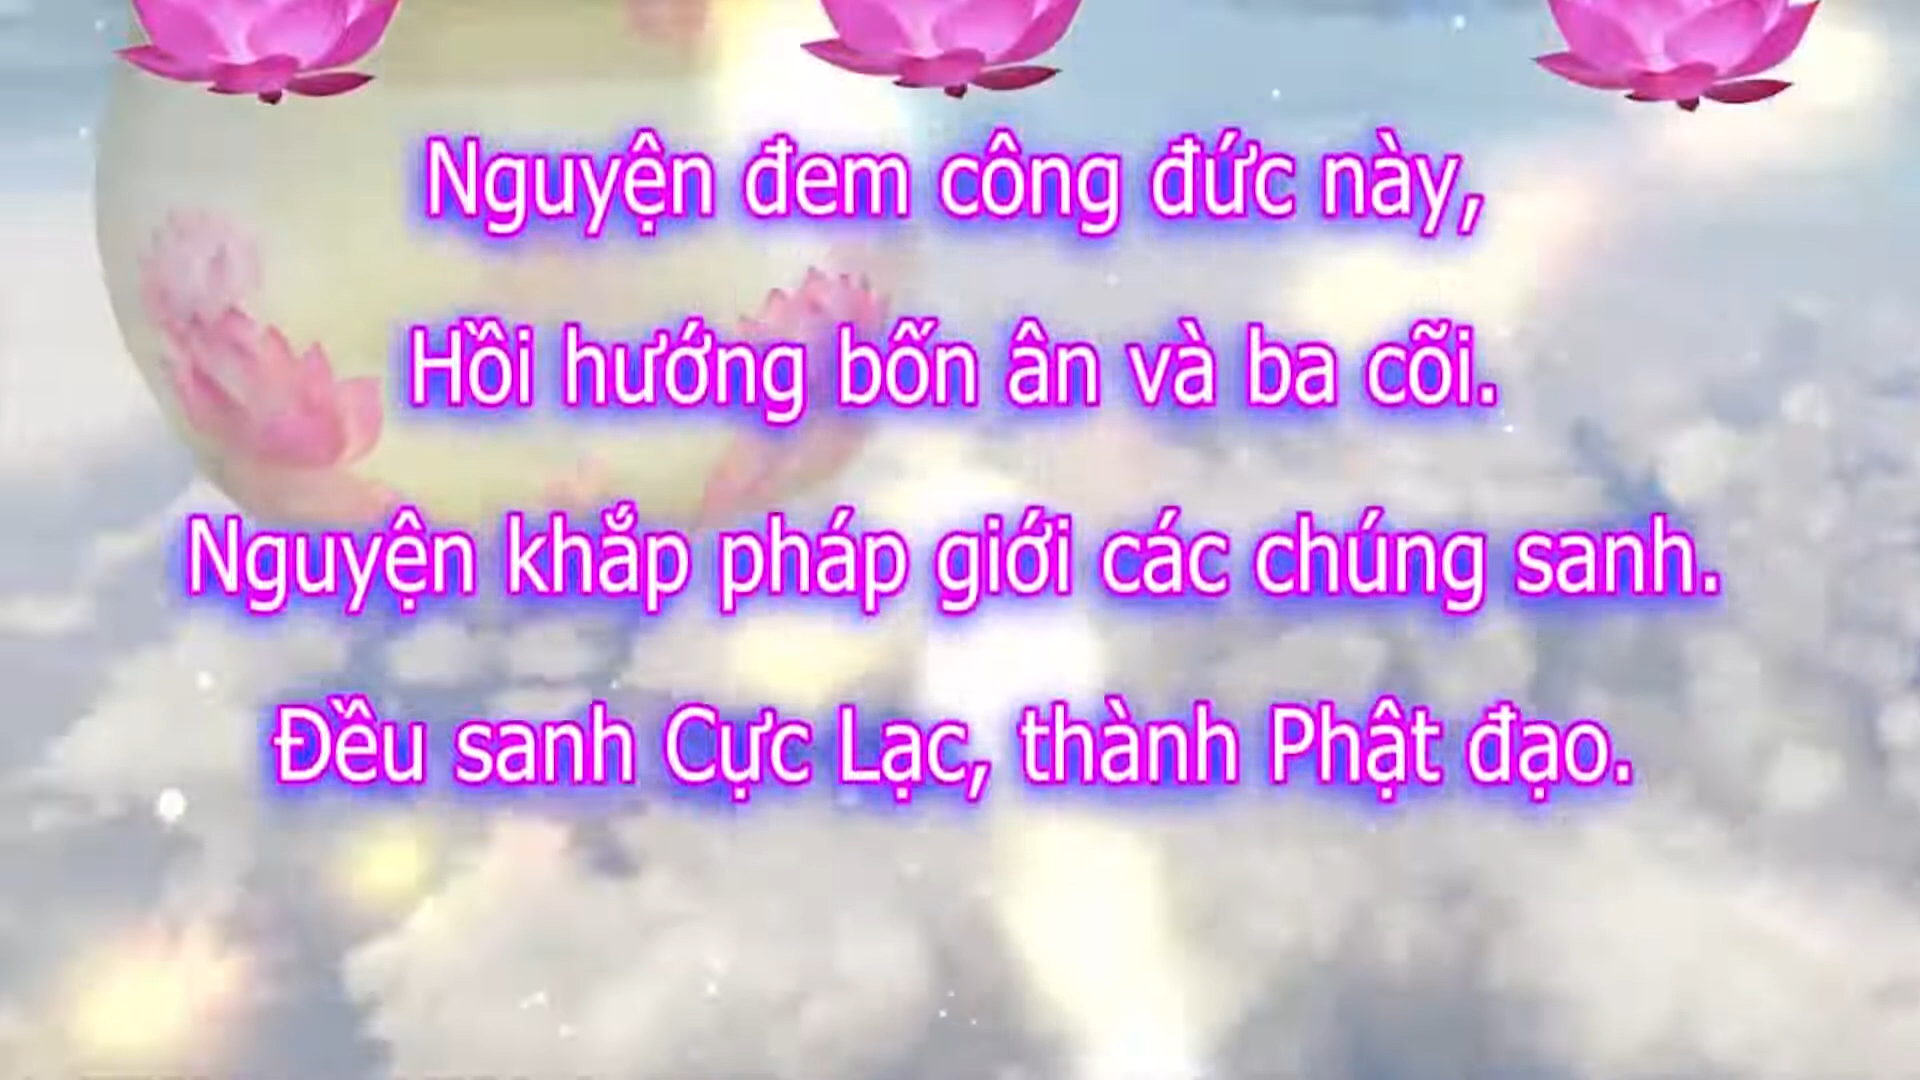 Nguyện đem công đức này,
Hồi hướng bốn ân và ba cõi.
Nguyện khắp pháp giới các chúng sanh.
Đều sanh Cực Lạc, thành Phật đạo.